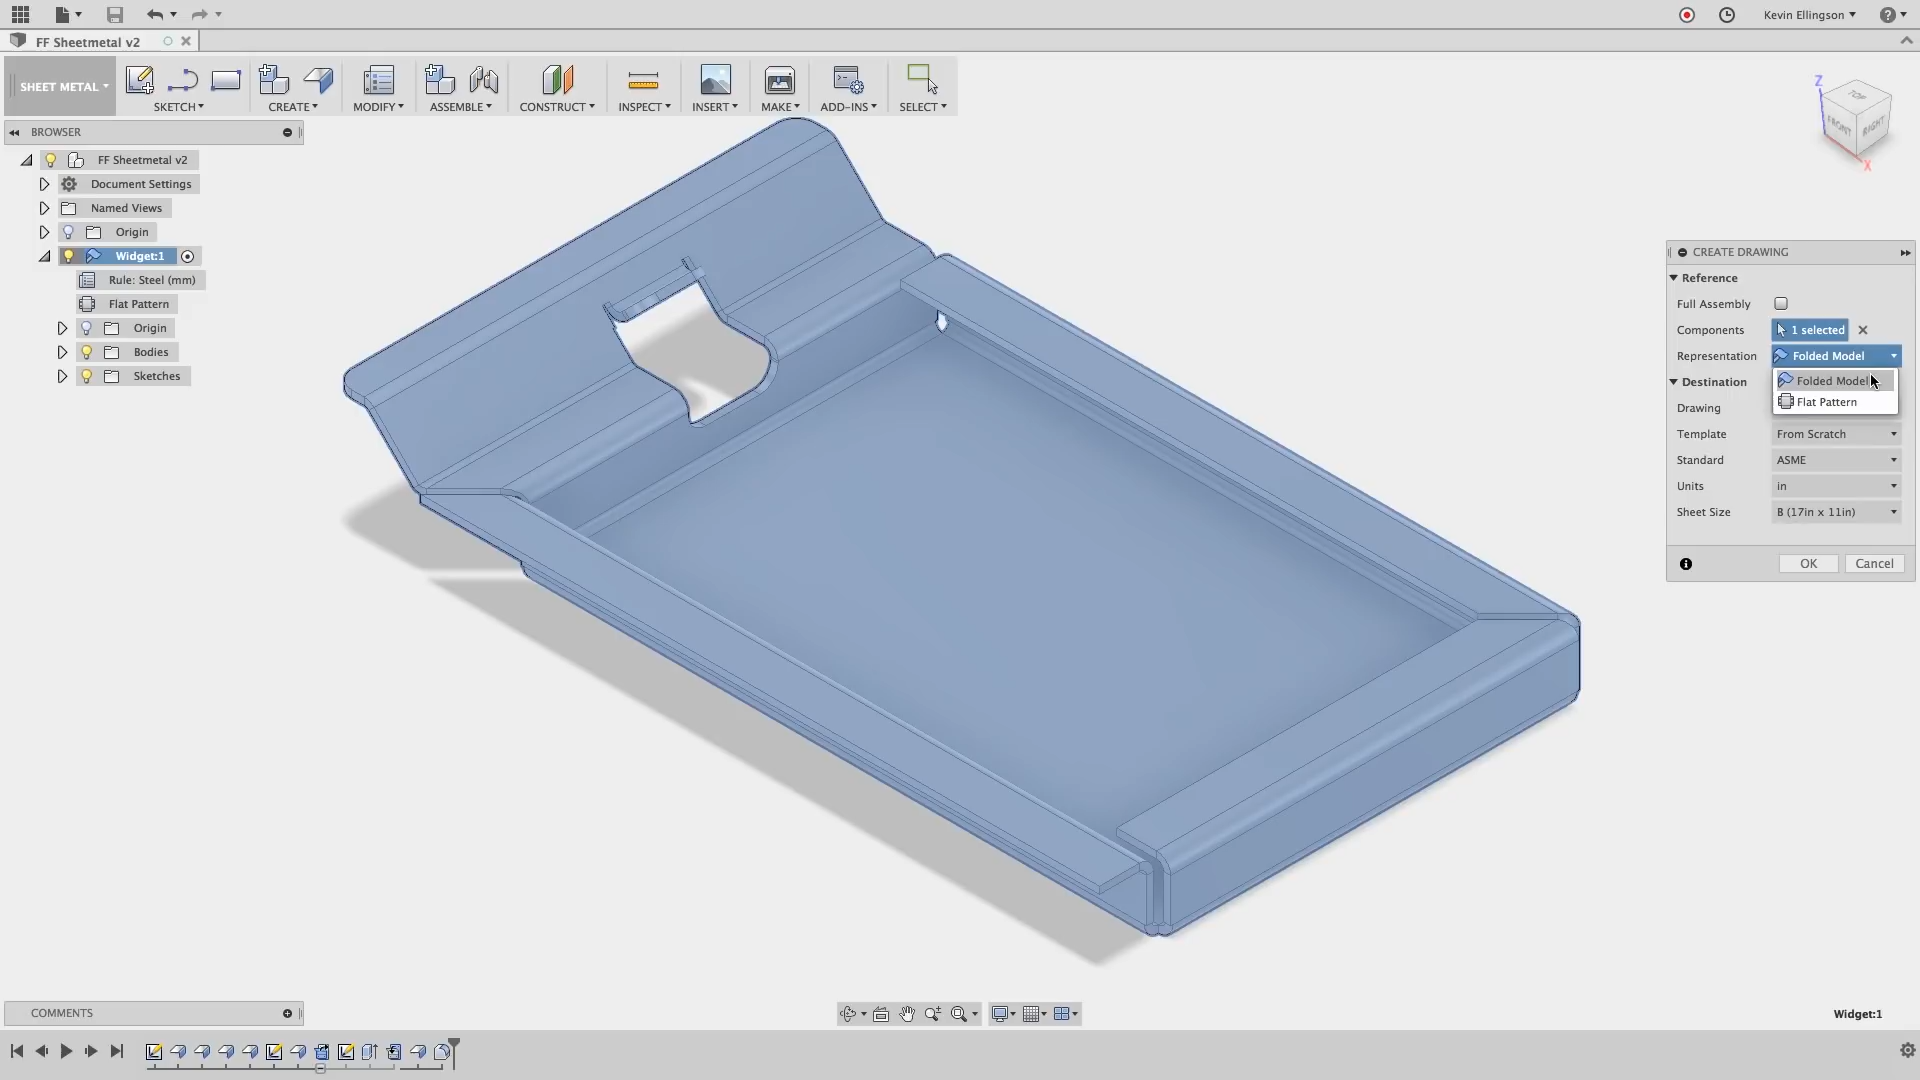 Kevin Ellingson
?
FF Sheetmetal v2
SHEET METAL
SKETCH
CREATE
MODIFY
ASSEMBLE
CONSTRUCT
INSPECT
INSERT
MAKE
ADD-INS
SELECT
BROWSER
FF Sheetmetal v2
Document Settings
Named Views
Origin
Widget:1
Rule: Steel (mm)
Flat Pattern
Origin
Bodies
Sketches
Z
TOP
FRONT
RIGHT
X
CREATE DRAWING
Reference
Full Assembly
Components 1 selected
Representation Folded Model
Folded Model
Flat Pattern
Destination
Drawing
Template From Scratch
Standard ASME
Units in
Sheet Size B (17in x 11in)
OK Cancel
COMMENTS
Widget:1